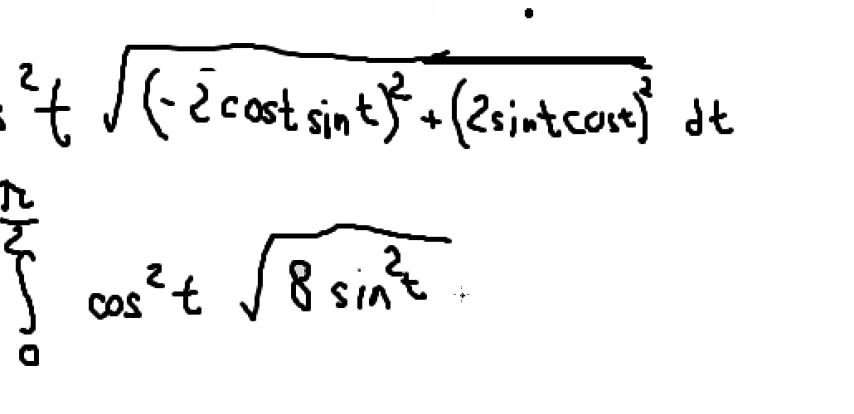 ²t √((-2cost sint)² + (2sintcost)²) dt
∫₀^(π/2) cos²t √(8 sin²t